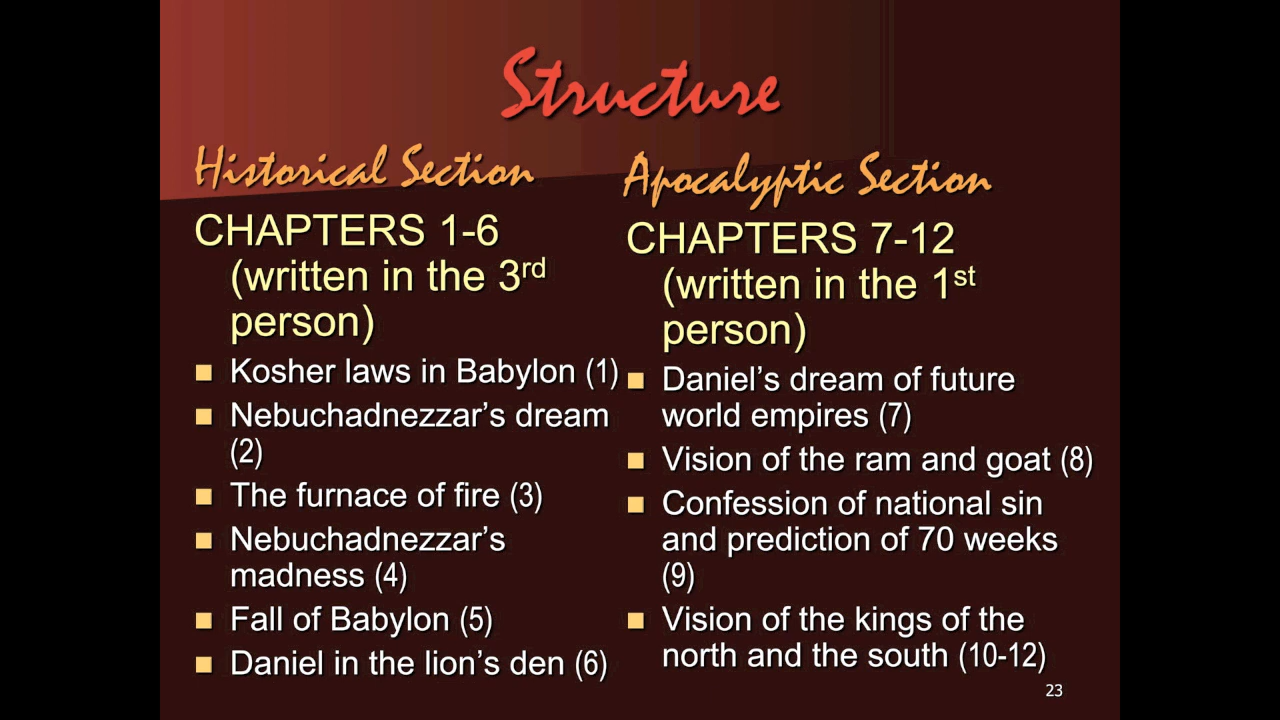 Structure
Historical Section
CHAPTERS 1-6
(written in the 3rd
person)
■ Kosher laws in Babylon (1)
■ Nebuchadnezzar’s dream
(2)
■ The furnace of fire (3)
■ Nebuchadnezzar’s
madness (4)
■ Fall of Babylon (5)
■ Daniel in the lion’s den (6)
Apocalyptic Section
CHAPTERS 7-12
(written in the 1st
person)
■ Daniel’s dream of future
world empires (7)
■ Vision of the ram and goat (8)
■ Confession of national sin
and prediction of 70 weeks
(9)
■ Vision of the kings of the
north and the south (10-12)
23